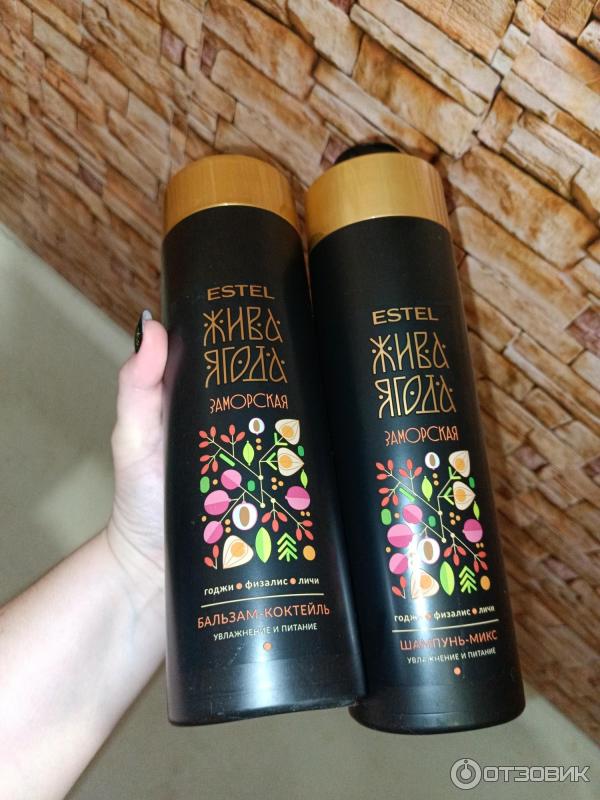 ESTEL
ЖИВА
ЯГОДА
ЗАМОРСКАЯ
годжи • физалис • личи
БАЛЬЗАМ-КОКТЕЙЛЬ
УВЛАЖНЕНИЕ И ПИТАНИЕ
ESTEL
ЖИВА
ЯГОДА
ЗАМОРСКАЯ
годжи • физалис • личи
ШАМПУНЬ-МИКС
УВЛАЖНЕНИЕ И ПИТАНИЕ
ОТЗОВИК